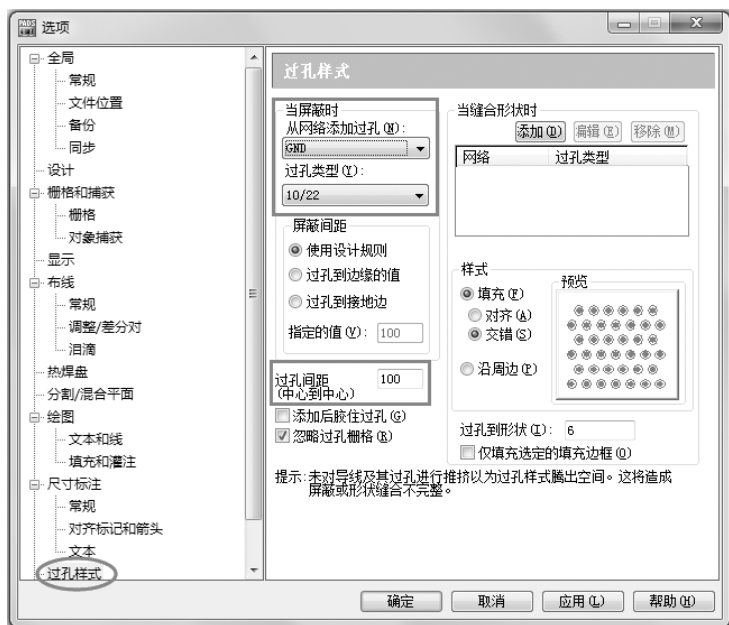 选项
全局
常规
文件位置
备份
同步
设计
栅格和捕获
栅格
对象捕获
显示
布线
常规
调整/差分对
泪滴
热焊盘
分割/混合平面
绘图
文本和线
填充和灌注
尺寸标注
常规
对齐标记和箭头
文本
过孔样式
过孔样式
当屏蔽时
从网络添加过孔(N):
GND
过孔类型(Y):
10/22
屏蔽间距
使用设计规则
过孔到边缘的值
过孔到接地边
指定的值(V): 100
过孔间距 100
(中心到中心)
添加后胶住过孔(G)
忽略过孔栅格(R)
当缝合形状时
添加(D) 编辑(E) 移除(M)
网络 过孔类型
样式
填充(F)
对齐(A)
交错(S)
沿周边(P)
预览
过孔到形状(I): 6
仅填充选定的填充边框(O)
提示:未对导线及其过孔进行推挤以为过孔样式腾出空间。这将造成
屏蔽或形状缝合不完整。
确定 取消 应用(L) 帮助(H)